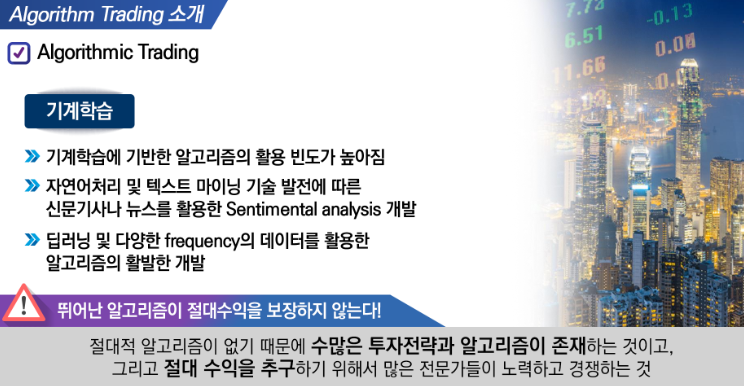 Algorithm Trading 소개
Algorithmic Trading
기계학습
기계학습에 기반한 알고리즘의 활용 빈도가 높아짐
자연어처리 및 텍스트 마이닝 기술 발전에 따른
신문기사나 뉴스를 활용한 Sentimental analysis 개발
딥러닝 및 다양한 frequency의 데이터를 활용한
알고리즘의 활발한 개발
뛰어난 알고리즘이 절대수익을 보장하지 않는다!
절대적 알고리즘이 없기 때문에 수많은 투자전략과 알고리즘이 존재하는 것이고,
그리고 절대 수익을 추구하기 위해서 많은 전문가들이 노력하고 경쟁하는 것
7.73
-0.13
6.51
0.0
11.66